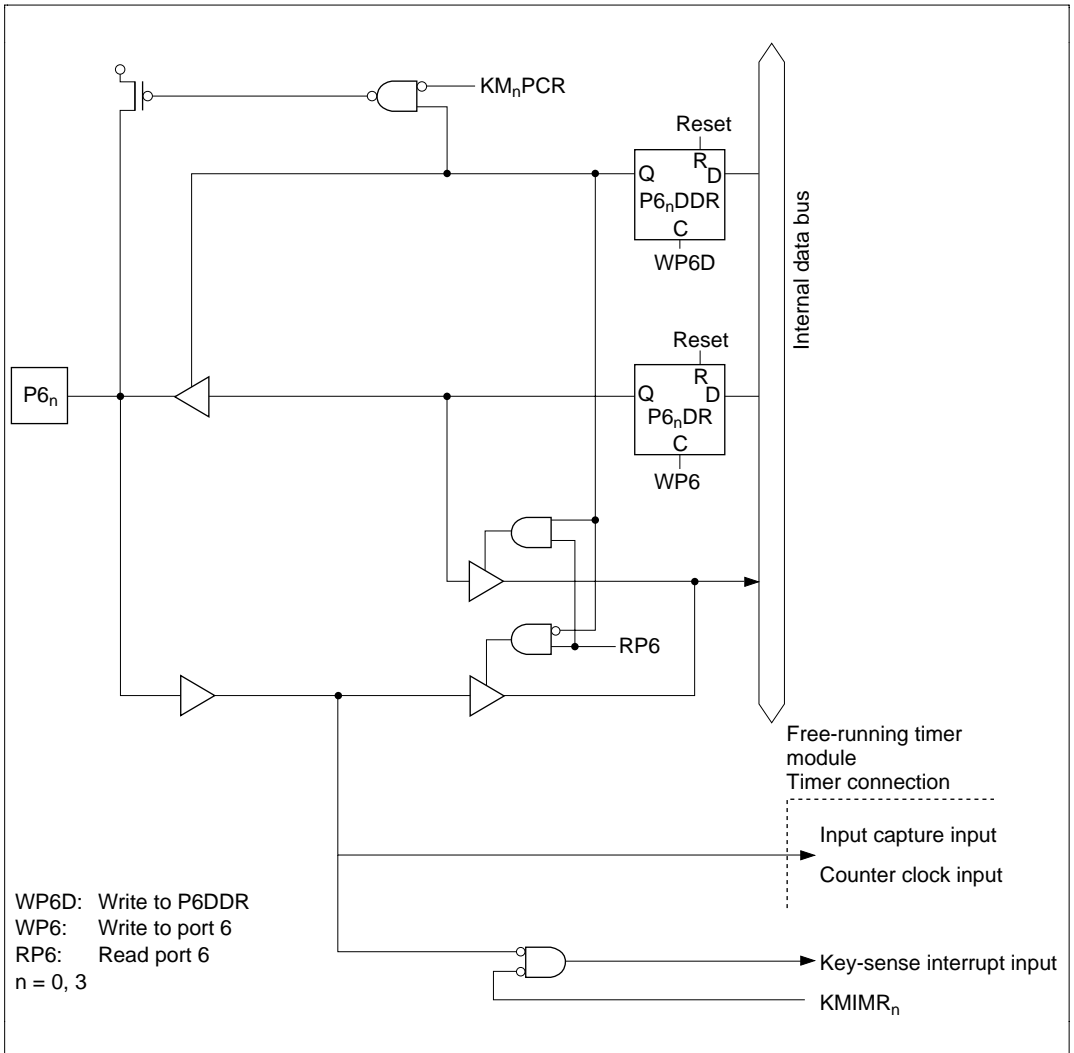 KMnPCR
Reset
R
Q
D
P6nDDR
C
WP6D
Internal data bus
Reset
R
Q
D
P6n
P6nDR
C
WP6
RP6
Free-running timer
module
Timer connection
Input capture input
Counter clock input
WP6D: Write to P6DDR
WP6: Write to port 6
RP6: Read port 6
n = 0, 3
Key-sense interrupt input
KMIMRn